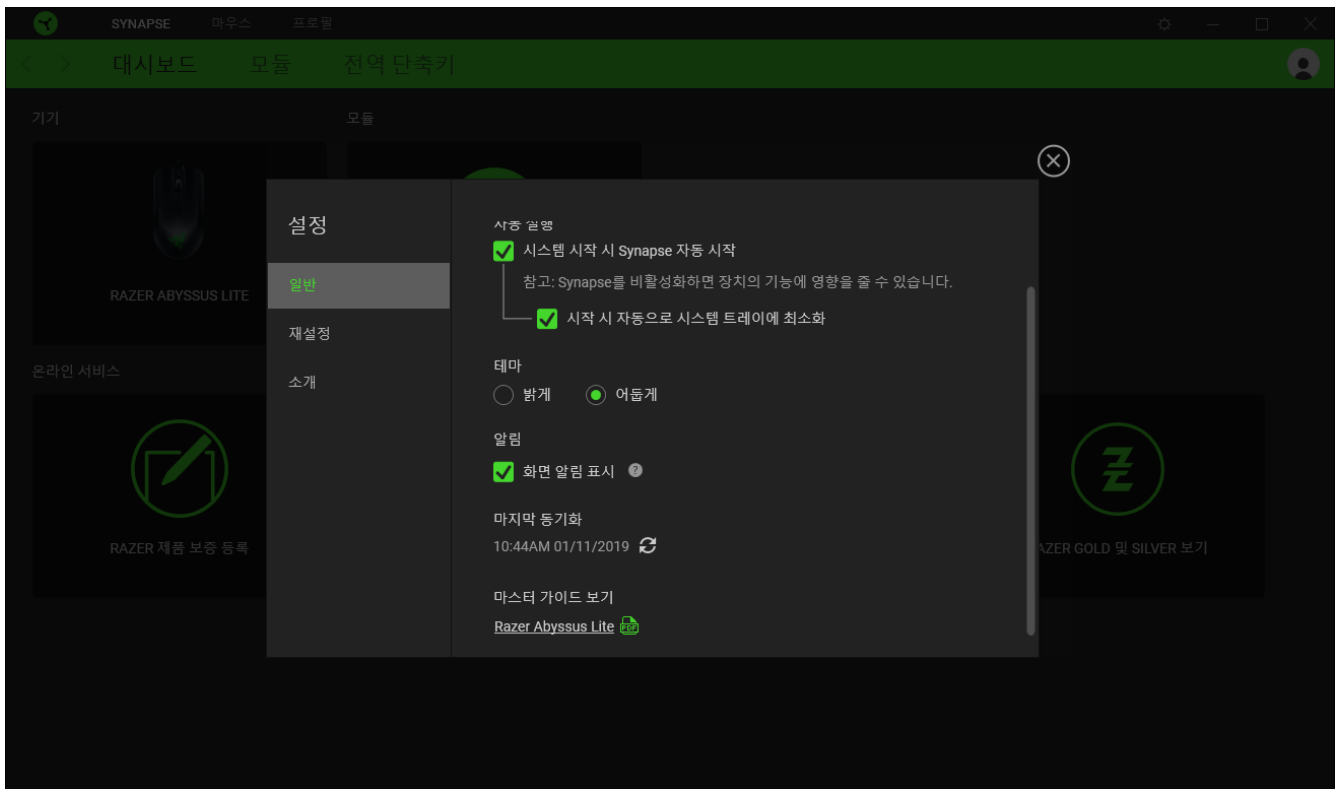 SYNAPSE 마우스 프로필
대시보드 모듈 전역 단축키
기기 모듈
RAZER ABYSSUS LITE
온라인 서비스
RAZER 제품 보증 등록
AZER GOLD 및 SILVER 보기
설정
일반
재설정
소개
자동 실행
시스템 시작 시 Synapse 자동 시작
참고: Synapse를 비활성화하면 장치의 기능에 영향을 줄 수 있습니다.
시작 시 자동으로 시스템 트레이에 최소화
테마
밝게 어둡게
알림
화면 알림 표시 ?
마지막 동기화
10:44AM 01/11/2019
마스터 가이드 보기
Razer Abyssus Lite PDF